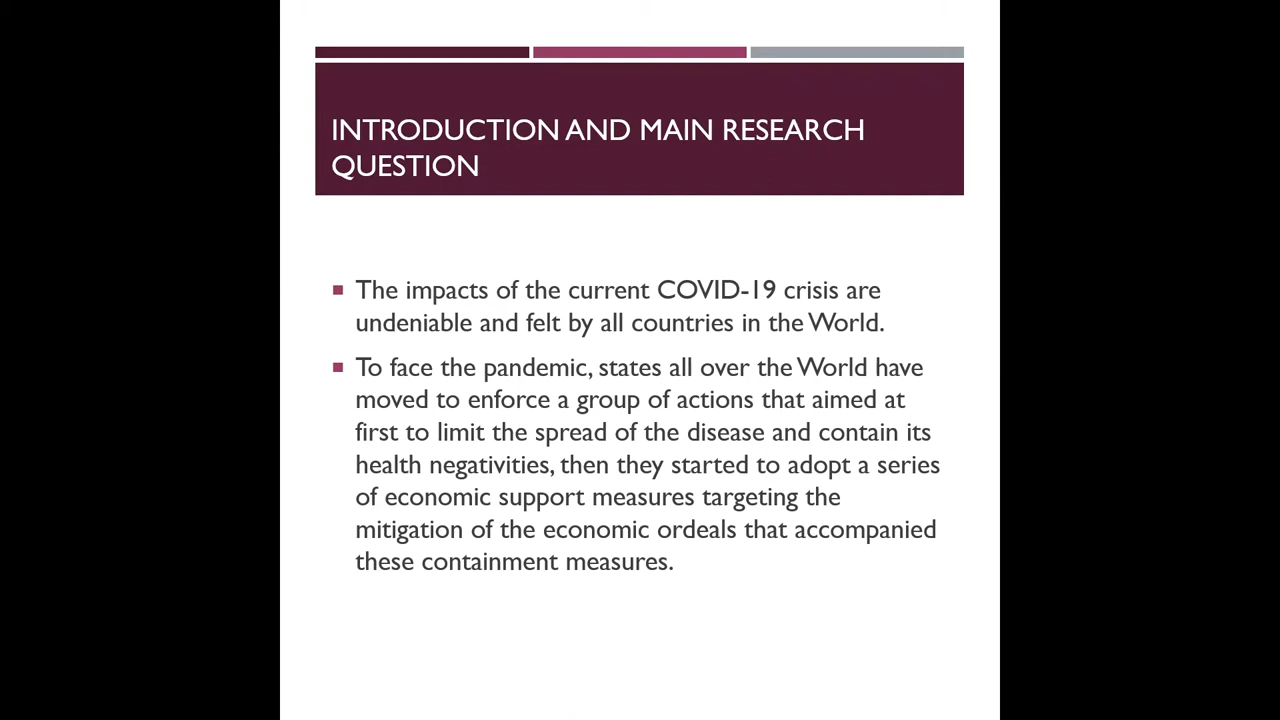 INTRODUCTION AND MAIN RESEARCH
QUESTION
The impacts of the current COVID-19 crisis are
undeniable and felt by all countries in the World.
To face the pandemic, states all over the World have
moved to enforce a group of actions that aimed at
first to limit the spread of the disease and contain its
health negativities, then they started to adopt a series
of economic support measures targeting the
mitigation of the economic ordeals that accompanied
these containment measures.